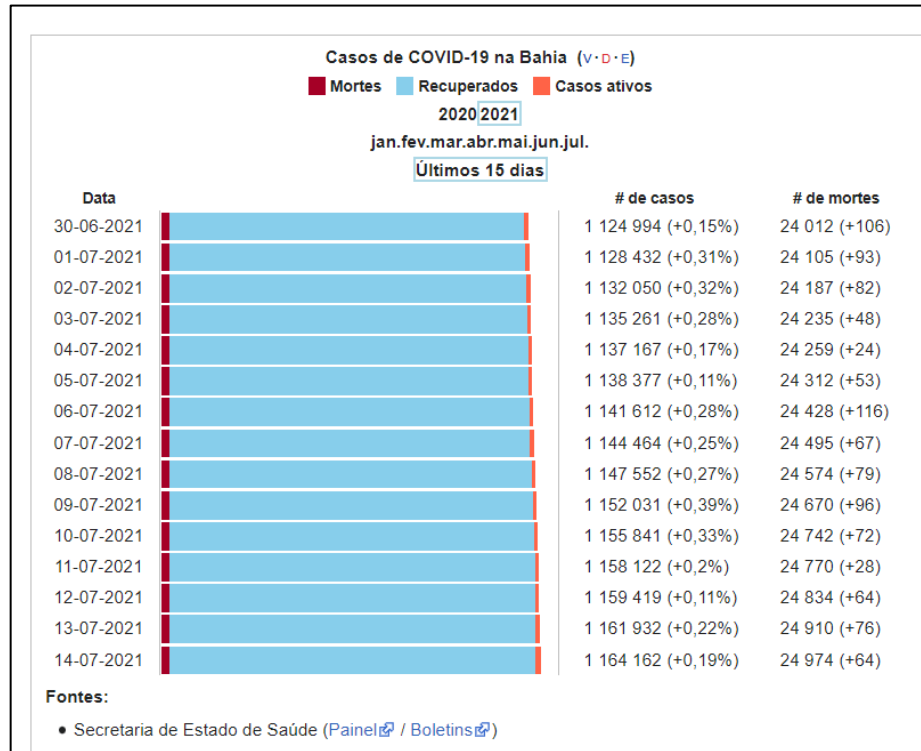 Casos de COVID-19 na Bahia (V · D · E)
Mortes Recuperados Casos ativos
2020 2021
jan.fev.mar.abr.mai.jun.jul.
Últimos 15 dias
Data # de casos # de mortes
30-06-2021 1 124 994 (+0,15%) 24 012 (+106)
01-07-2021 1 128 432 (+0,31%) 24 105 (+93)
02-07-2021 1 132 050 (+0,32%) 24 187 (+82)
03-07-2021 1 135 261 (+0,28%) 24 235 (+48)
04-07-2021 1 137 167 (+0,17%) 24 259 (+24)
05-07-2021 1 138 377 (+0,11%) 24 312 (+53)
06-07-2021 1 141 612 (+0,28%) 24 428 (+116)
07-07-2021 1 144 464 (+0,25%) 24 495 (+67)
08-07-2021 1 147 552 (+0,27%) 24 574 (+79)
09-07-2021 1 152 031 (+0,39%) 24 670 (+96)
10-07-2021 1 155 841 (+0,33%) 24 742 (+72)
11-07-2021 1 158 122 (+0,2%) 24 770 (+28)
12-07-2021 1 159 419 (+0,11%) 24 834 (+64)
13-07-2021 1 161 932 (+0,22%) 24 910 (+76)
14-07-2021 1 164 162 (+0,19%) 24 974 (+64)
Fontes:
• Secretaria de Estado de Saúde (Painel / Boletins)